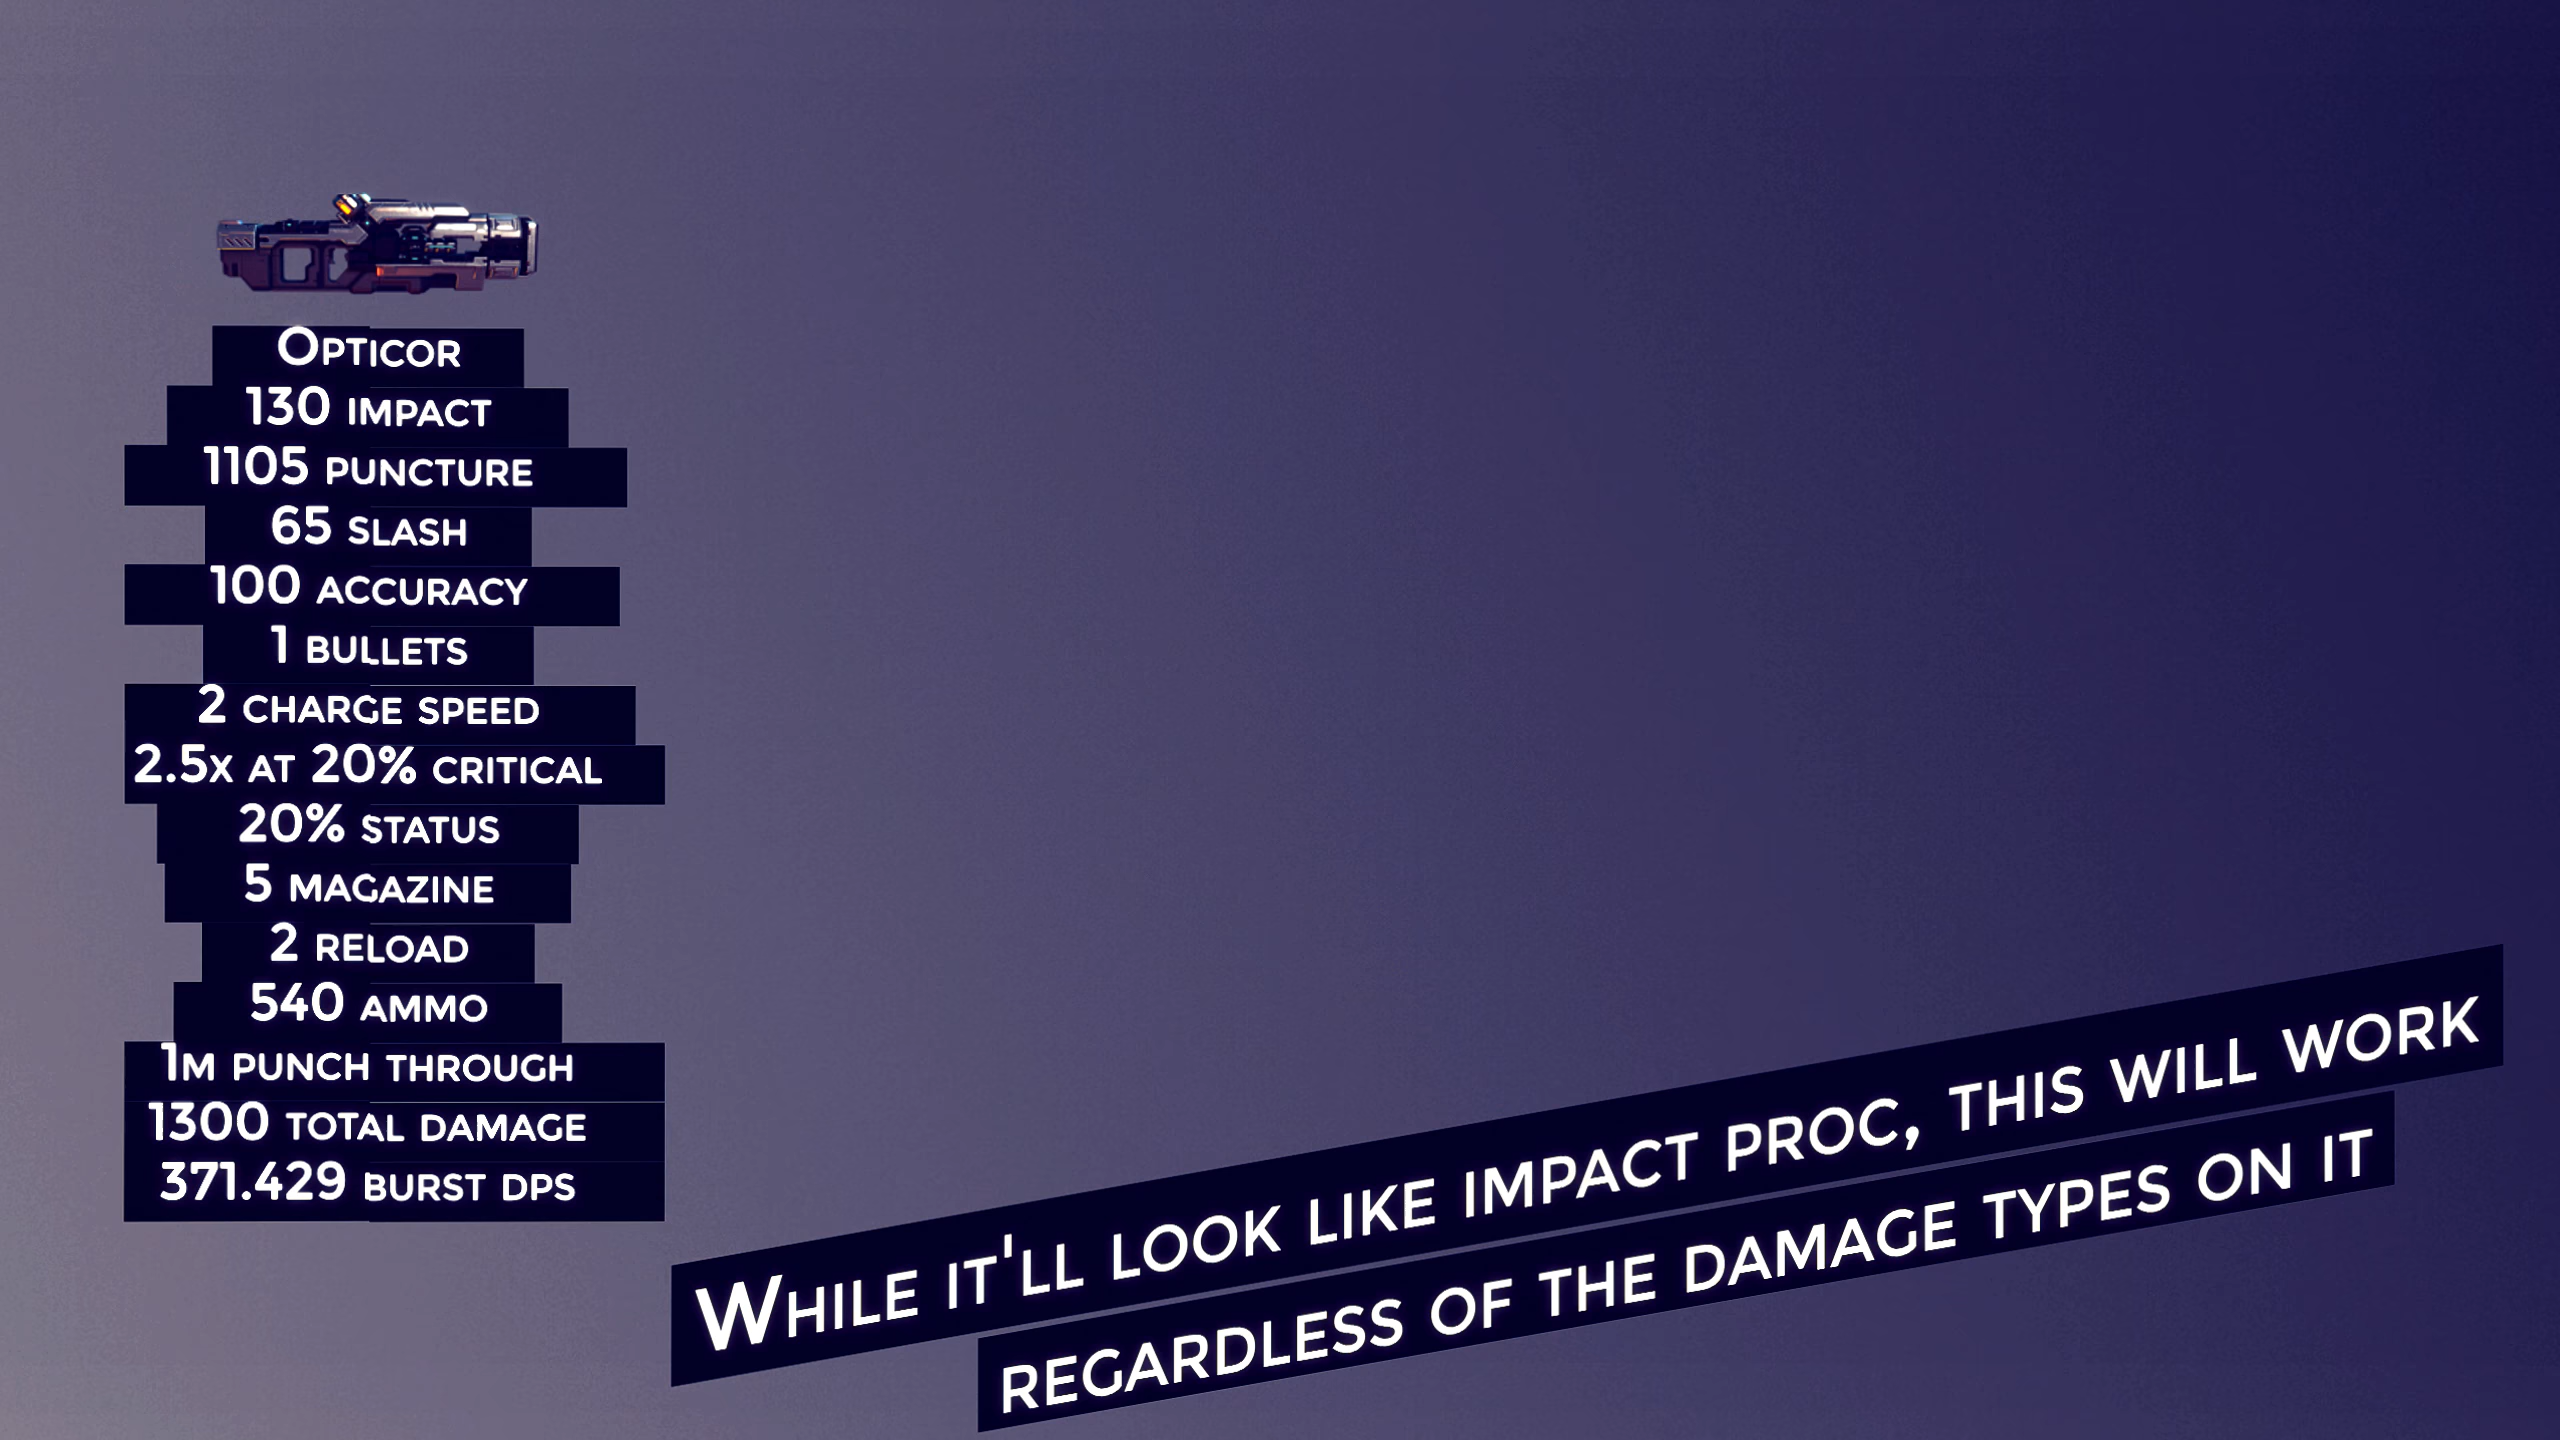 Opticor
130 impact
1105 puncture
65 slash
100 accuracy
1 bullets
2 charge speed
2.5x at 20% critical
20% status
5 magazine
2 reload
540 ammo
1m punch through
1300 total damage
371.429 burst dps
While it'll look like impact proc, this will work
regardless of the damage types on it